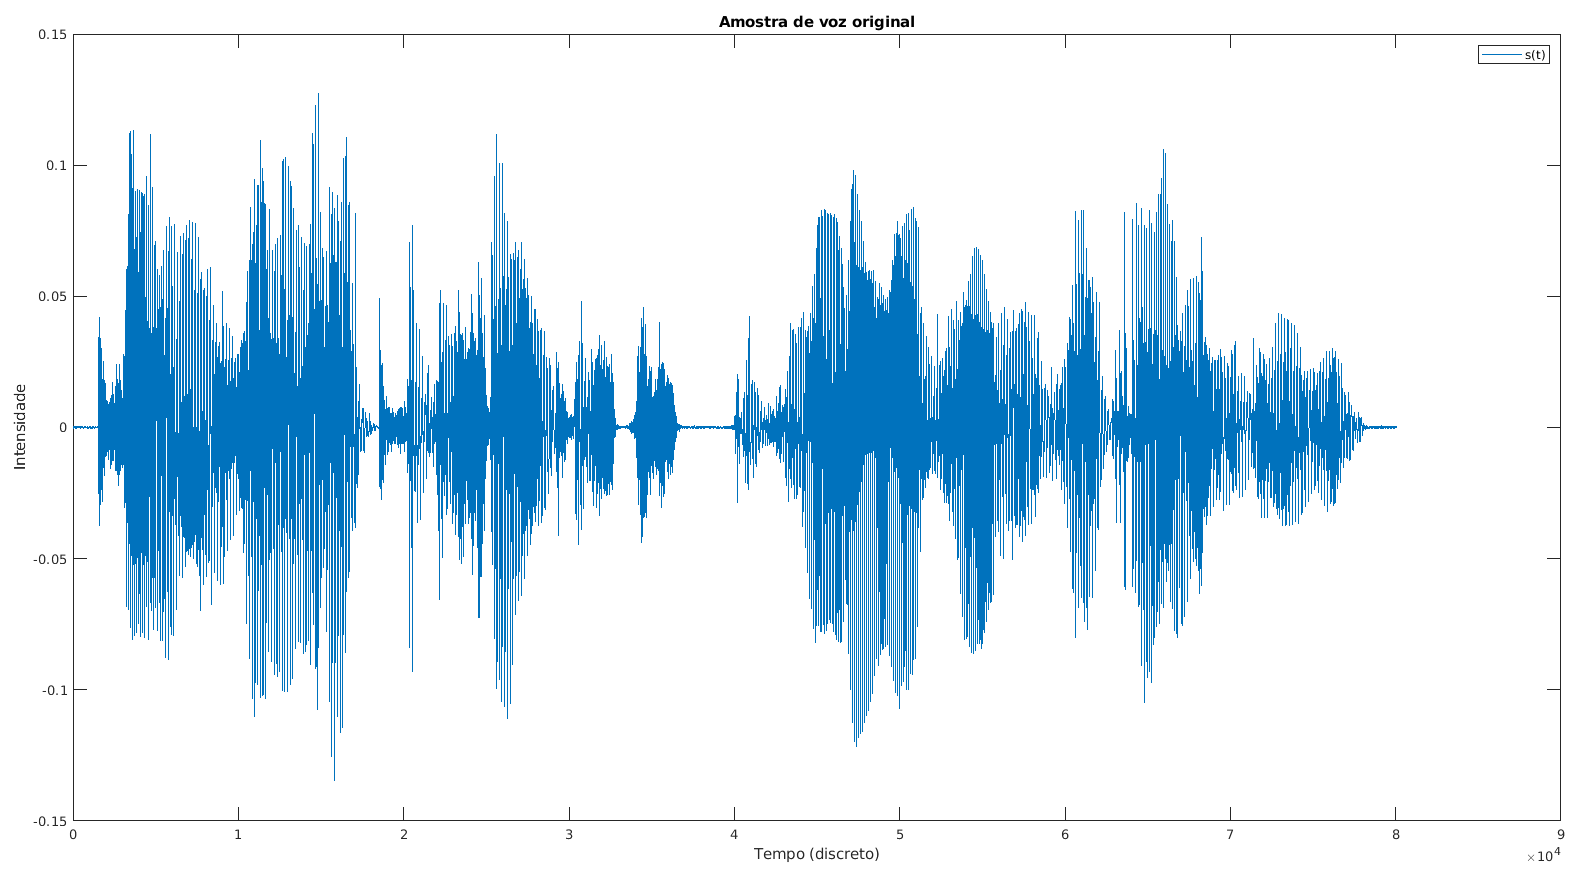 Amostra de voz original
s(t)
Intensidade
0.15
0.1
0.05
0
-0.05
-0.1
-0.15
0 1 2 3 4 5 6 7 8 9
×10⁴
Tempo (discreto)